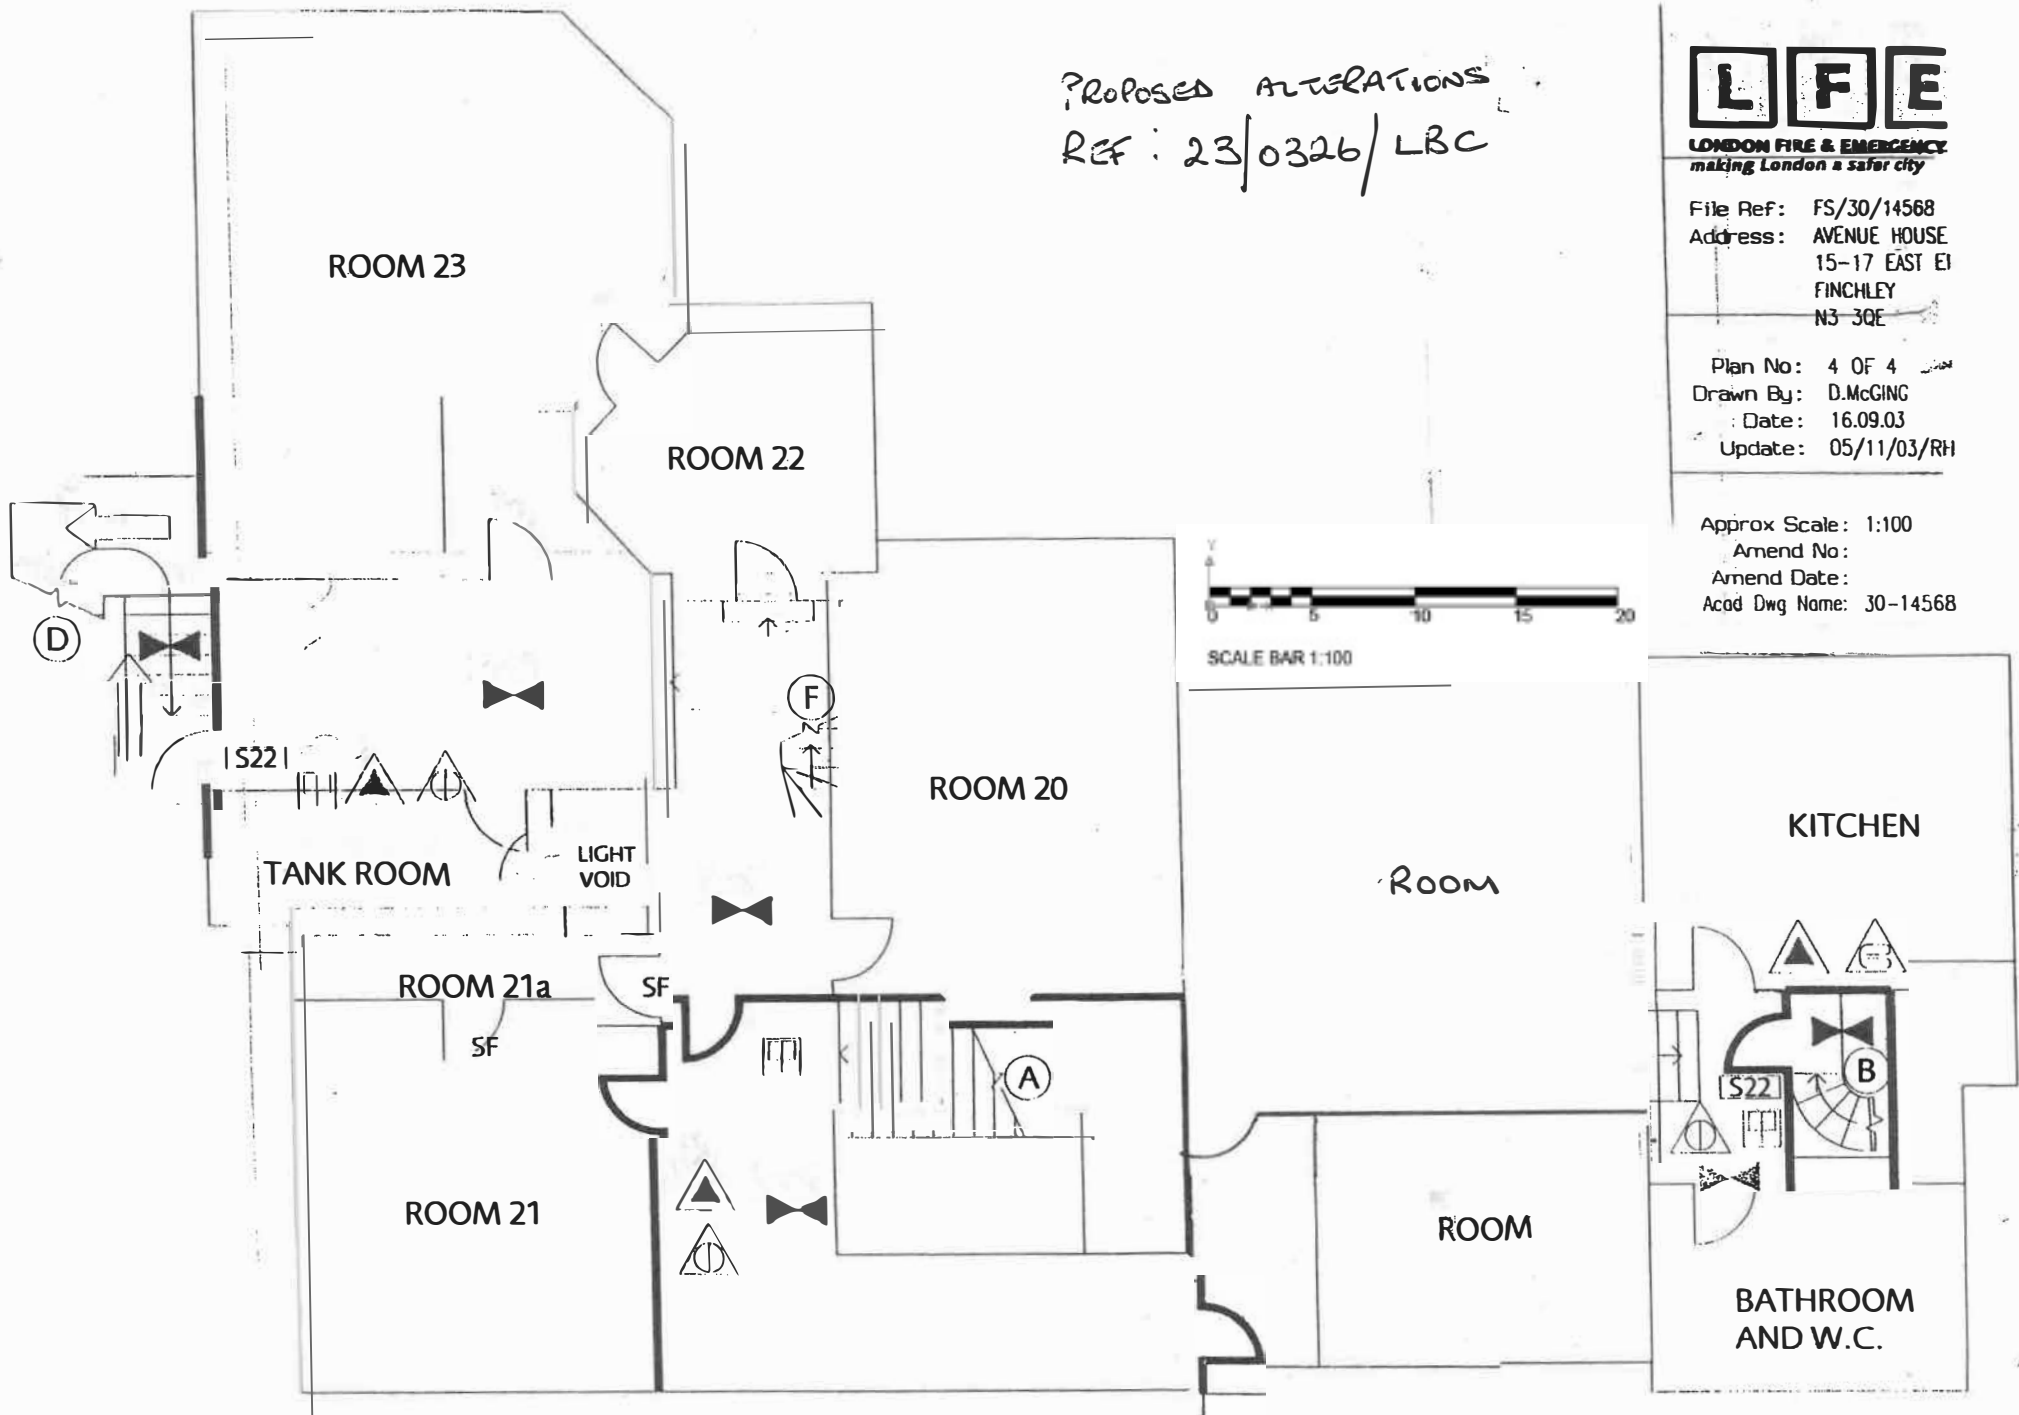 PROPOSED ALTERATIONS
REF: 23/0326/LBC
LFE
LONDON FIRE & EMERGENCY
making London a safer city
File Ref: FS/30/14568
Address: AVENUE HOUSE
15-17 EAST
FINCHLEY
N3 3QE
Plan No: 4 OF 4
Drawn By: D.McGING
Date: 16.09.03
Update: 05/11/03/RH
Approx Scale: 1:100
Amend No:
Amend Date:
Acad Dwg Name: 30-14568
0 5 10 15 20
SCALE BAR 1:100
ROOM 23
ROOM 22
D
F
S22
ROOM 20
KITCHEN
TANK ROOM
LIGHT
VOID
ROOM
ROOM 21a
SF
SF
A
B
S22
ROOM 21
ROOM
BATHROOM
AND W.C.